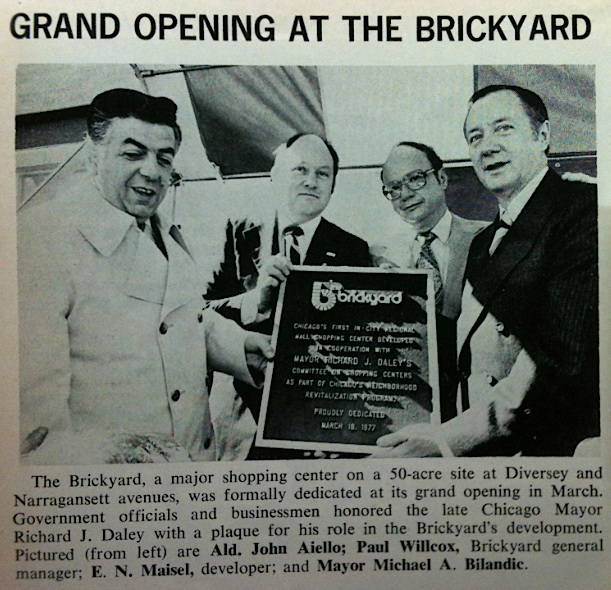 GRAND OPENING AT THE BRICKYARD
brickyard
CHICAGO'S FIRST IN-CITY REGIONAL
MALL SHOPPING CENTER DEVELOPED
IN COOPERATION WITH
MAYOR RICHARD J. DALEY'S
COMMITTEE ON SHOPPING CENTERS
AS PART OF CHICAGO'S NEIGHBORHOOD
REVITALIZATION PROGRAM.
PROUDLY DEDICATED
MARCH 18, 1977
The Brickyard, a major shopping center on a 50-acre site at Diversey and
Narragansett avenues, was formally dedicated at its grand opening in March.
Government officials and businessmen honored the late Chicago Mayor
Richard J. Daley with a plaque for his role in the Brickyard's development.
Pictured (from left) are Ald. John Aiello; Paul Willcox, Brickyard general
manager; E. N. Maisel, developer; and Mayor Michael A. Bilandic.